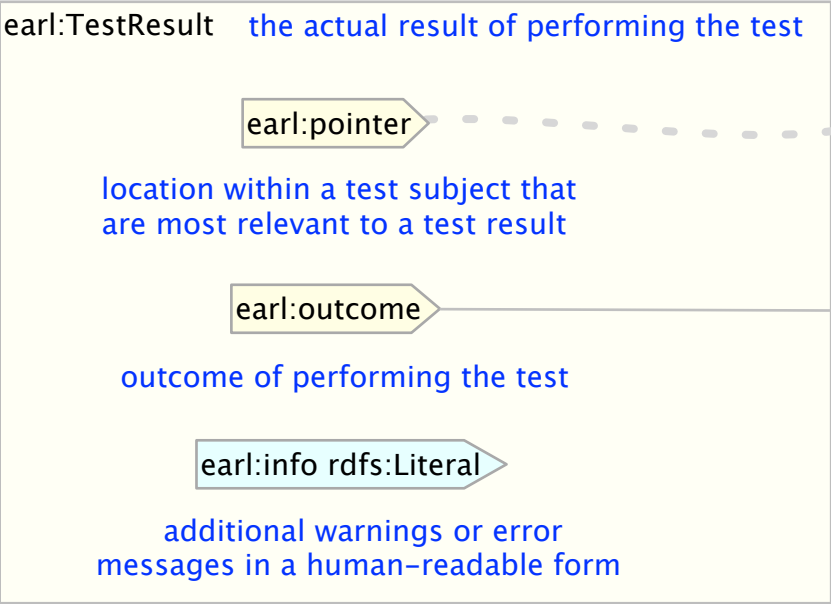 earl:TestResult the actual result of performing the test
earl:pointer
location within a test subject that
are most relevant to a test result
earl:outcome
outcome of performing the test
earl:info rdfs:Literal
additional warnings or error
messages in a human-readable form